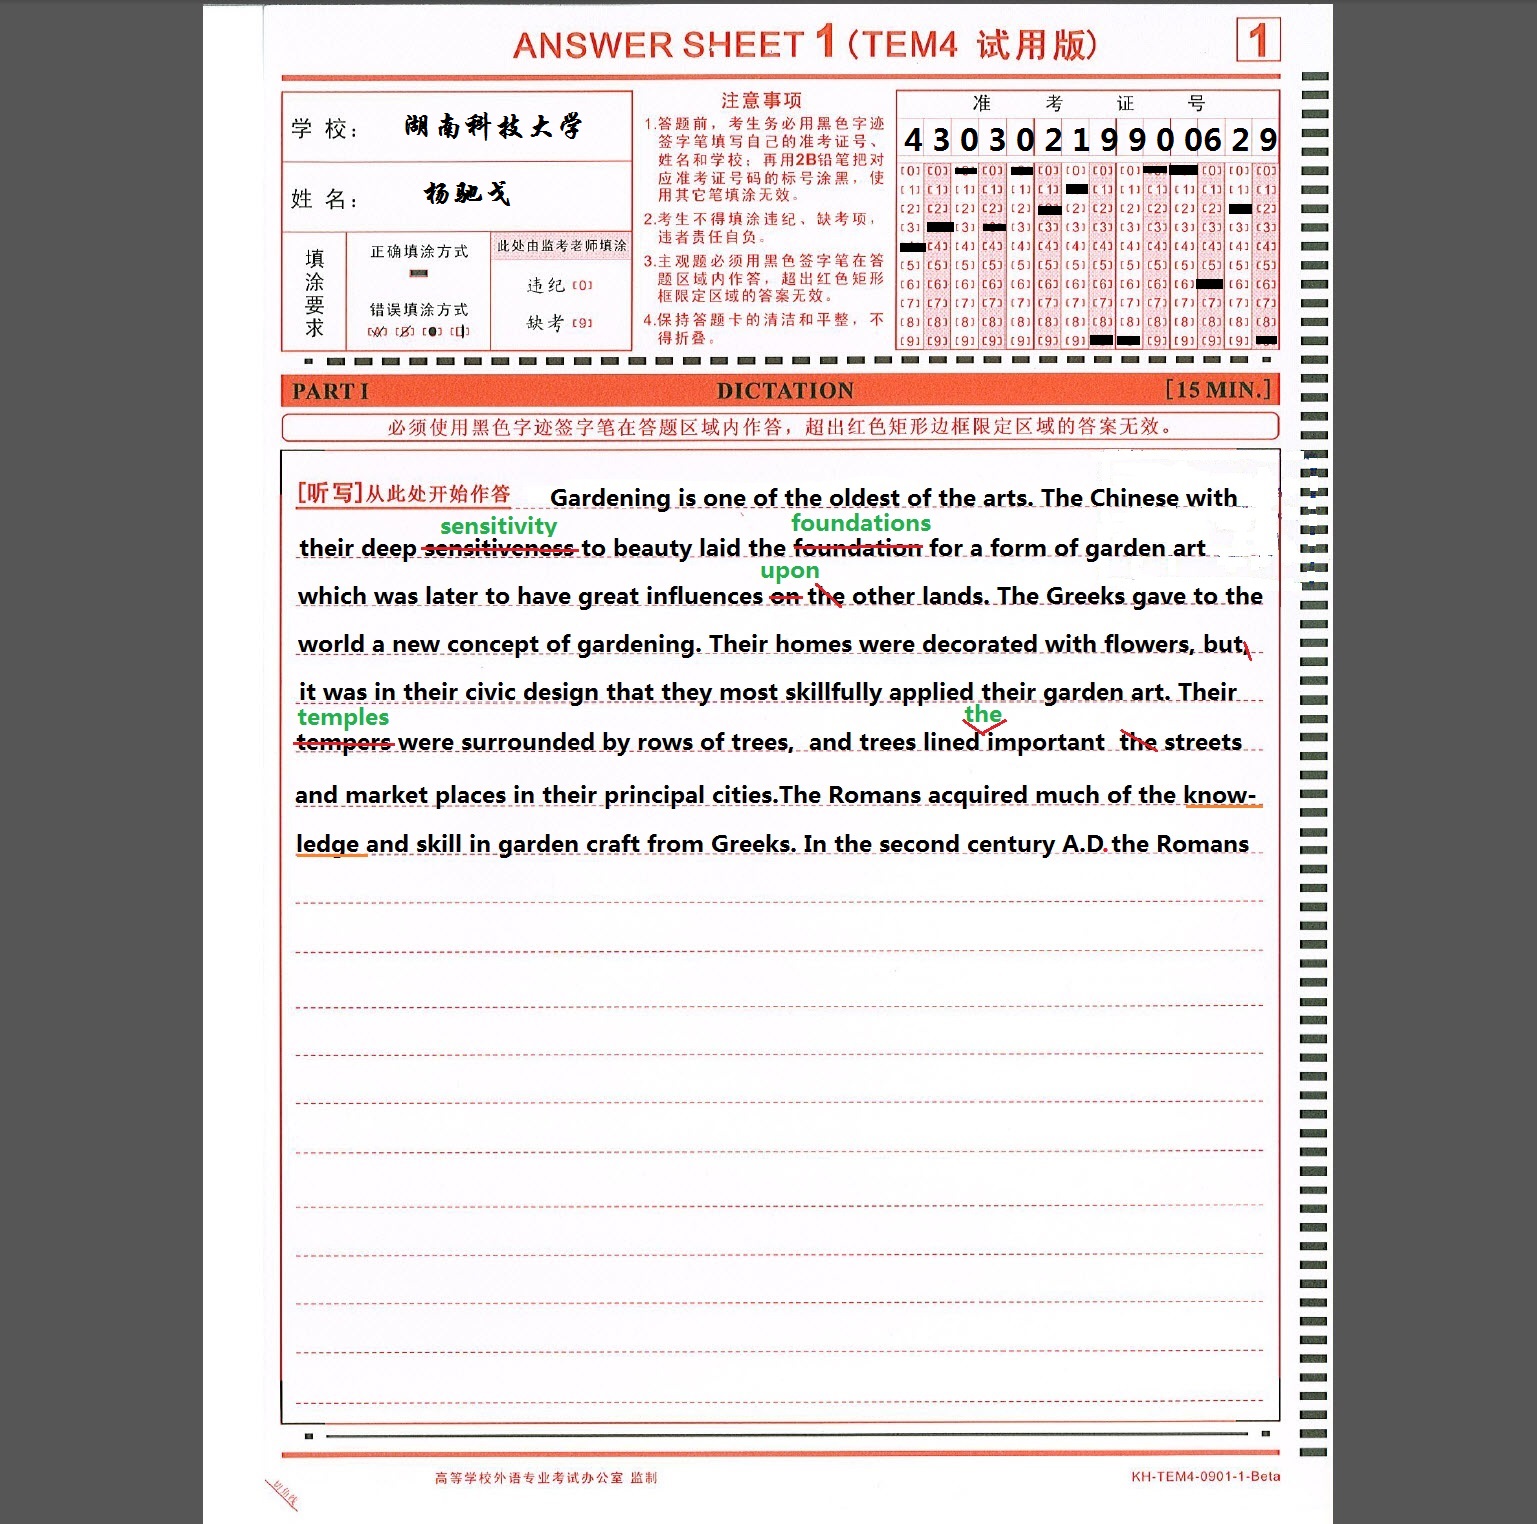 ANSWER SHEET 1 (TEM4 试用版)
1
学 校： 湖南科技大学
姓 名： 杨驰戈
填涂要求
正确填涂方式
错误填涂方式
此处由监考老师填涂
违纪 [0]
缺考 [9]
注意事项
1.答题前，考生务必用黑色字迹
签字笔填写自己的准考证号、
姓名和学校；再用2B铅笔把对
应准考证号码的标号涂黑，使
用其它笔填涂无效。
2.考生不得填涂违纪、缺考项，
违者责任自负。
3.主观题必须用黑色签字笔在答
题区域内作答，超出红色矩形
框限定区域的答案无效。
4.保持答题卡的清洁和平整，不
得折叠。
准 考 证 号
4 3 0 3 0 2 1 9 9 0 0 6 2 9
[0] [0] [0] [0] [0] [0] [0] [0] [0]
[1] [1] [1] [1] [1] [1] [1] [1] [1] [1] [1] [1] [1]
[2] [2] [2] [2] [2] [2] [2] [2] [2] [2] [2] [2]
[3] [3] [3] [3] [3] [3] [3] [3] [3] [3] [3] [3]
[4] [4] [4] [4] [4] [4] [4] [4] [4] [4] [4] [4] [4]
[5] [5] [5] [5] [5] [5] [5] [5] [5] [5] [5] [5] [5] [5]
[6] [6] [6] [6] [6] [6] [6] [6] [6] [6] [6] [6] [6]
[7] [7] [7] [7] [7] [7] [7] [7] [7] [7] [7] [7] [7] [7]
[8] [8] [8] [8] [8] [8] [8] [8] [8] [8] [8] [8] [8] [8]
[9] [9] [9] [9] [9] [9] [9] [9] [9] [9] [9]
PART I DICTATION [15 MIN.]
必须使用黑色字迹签字笔在答题区域内作答，超出红色矩形边框限定区域的答案无效。
[听写]从此处开始作答 Gardening is one of the oldest of the arts. The Chinese with
sensitivity foundations
their deep sensitiveness to beauty laid the foundation for a form of garden art
upon
which was later to have great influences on the other lands. The Greeks gave to the
world a new concept of gardening. Their homes were decorated with flowers, but,
it was in their civic design that they most skillfully applied their garden art. Their
temples the
tempers were surrounded by rows of trees, and trees lined important the streets
and market places in their principal cities.The Romans acquired much of the know-
ledge and skill in garden craft from Greeks. In the second century A.D.the Romans
高等学校外语专业考试办公室 监制
KH-TEM4-0901-1-Beta
切角线